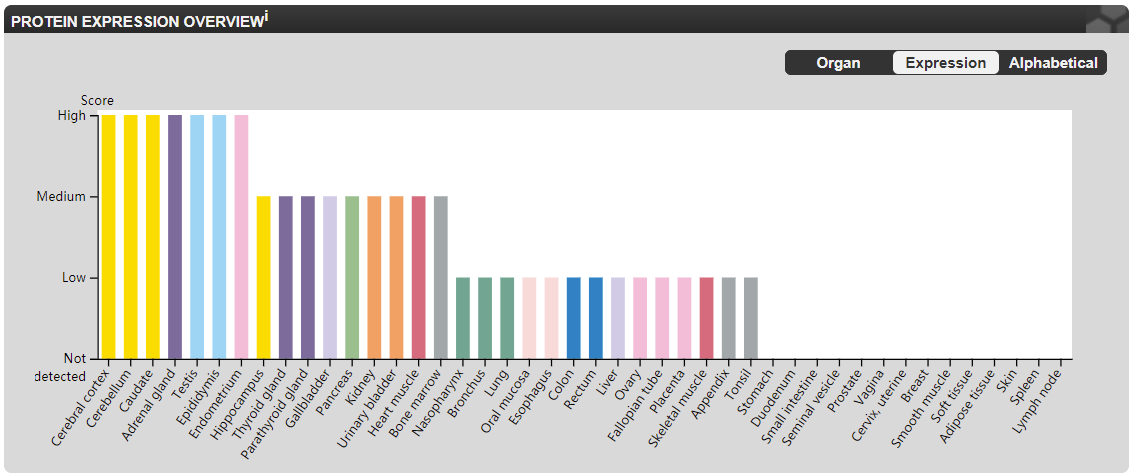 PROTEIN EXPRESSION OVERVIEWi
Organ
Expression
Alphabetical
Score
High
Medium
Low
Not
detected
Cerebral cortex
Cerebellum
Caudate
Adrenal gland
Testis
Epididymis
Endometrium
Hippocampus
Thyroid gland
Parathyroid gland
Gallbladder
Pancreas
Kidney
Urinary bladder
Heart muscle
Bone marrow
Nasopharynx
Bronchus
Lung
Oral mucosa
Esophagus
Colon
Rectum
Liver
Ovary
Fallopian tube
Placenta
Skeletal muscle
Appendix
Tonsil
Stomach
Duodenum
Small intestine
Seminal vesicle
Prostate
Vagina
Cervix, uterine
Breast
Smooth muscle
Soft tissue
Adipose tissue
Skin
Spleen
Lymph node